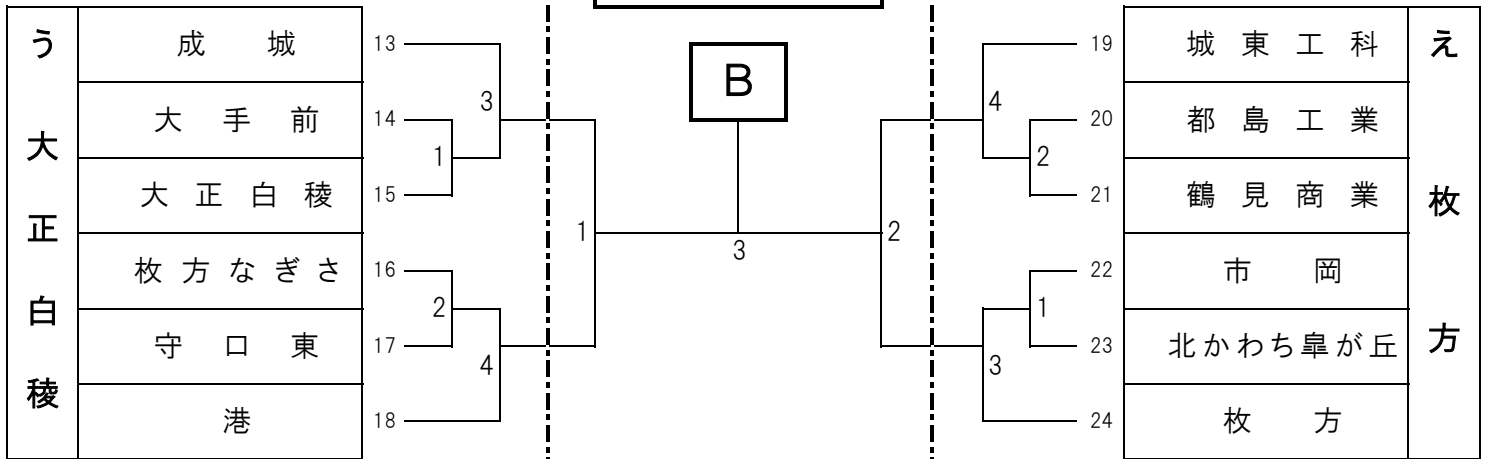 う 大 正 白 稜
成 城 13
大 手 前 14
大 正 白 稜 15
枚 方 な ぎ さ 16
守 口 東 17
港 18
3
1
2
4
1
B
3
2
4
2
1
3
19 城 東 工 科
20 都 島 工 業
21 鶴 見 商 業
22 市 岡
23 北かわち皐が丘
24 枚 方
え 枚 方